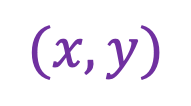 (x, y)